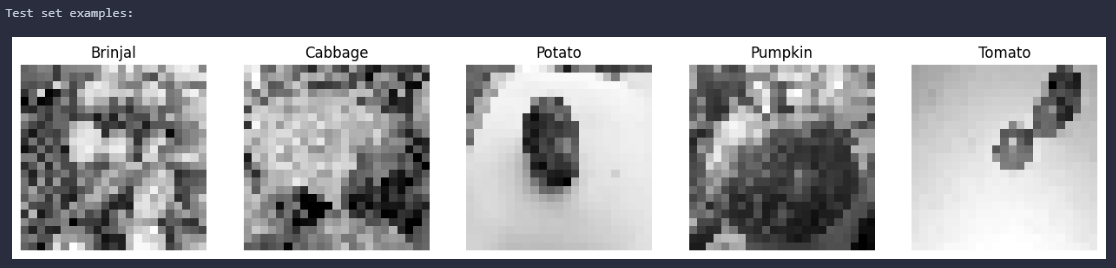 Test set examples:
Brinjal Cabbage Potato Pumpkin Tomato